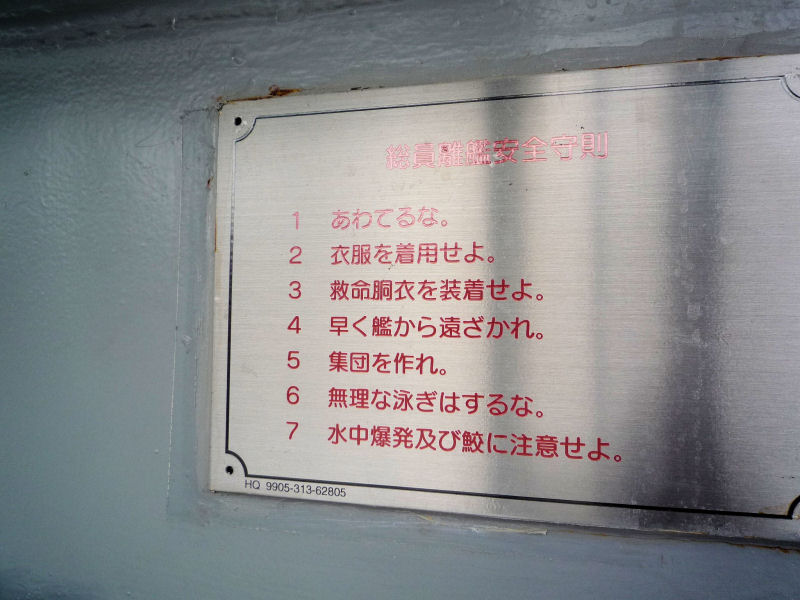 総員離艦安全守則
1 あわてるな。
2 衣服を着用せよ。
3 救命胴衣を装着せよ。
4 早く艦から遠ざかれ。
5 集団を作れ。
6 無理な泳ぎはするな。
7 水中爆発及び鮫に注意せよ。
HQ 9905-313-62805